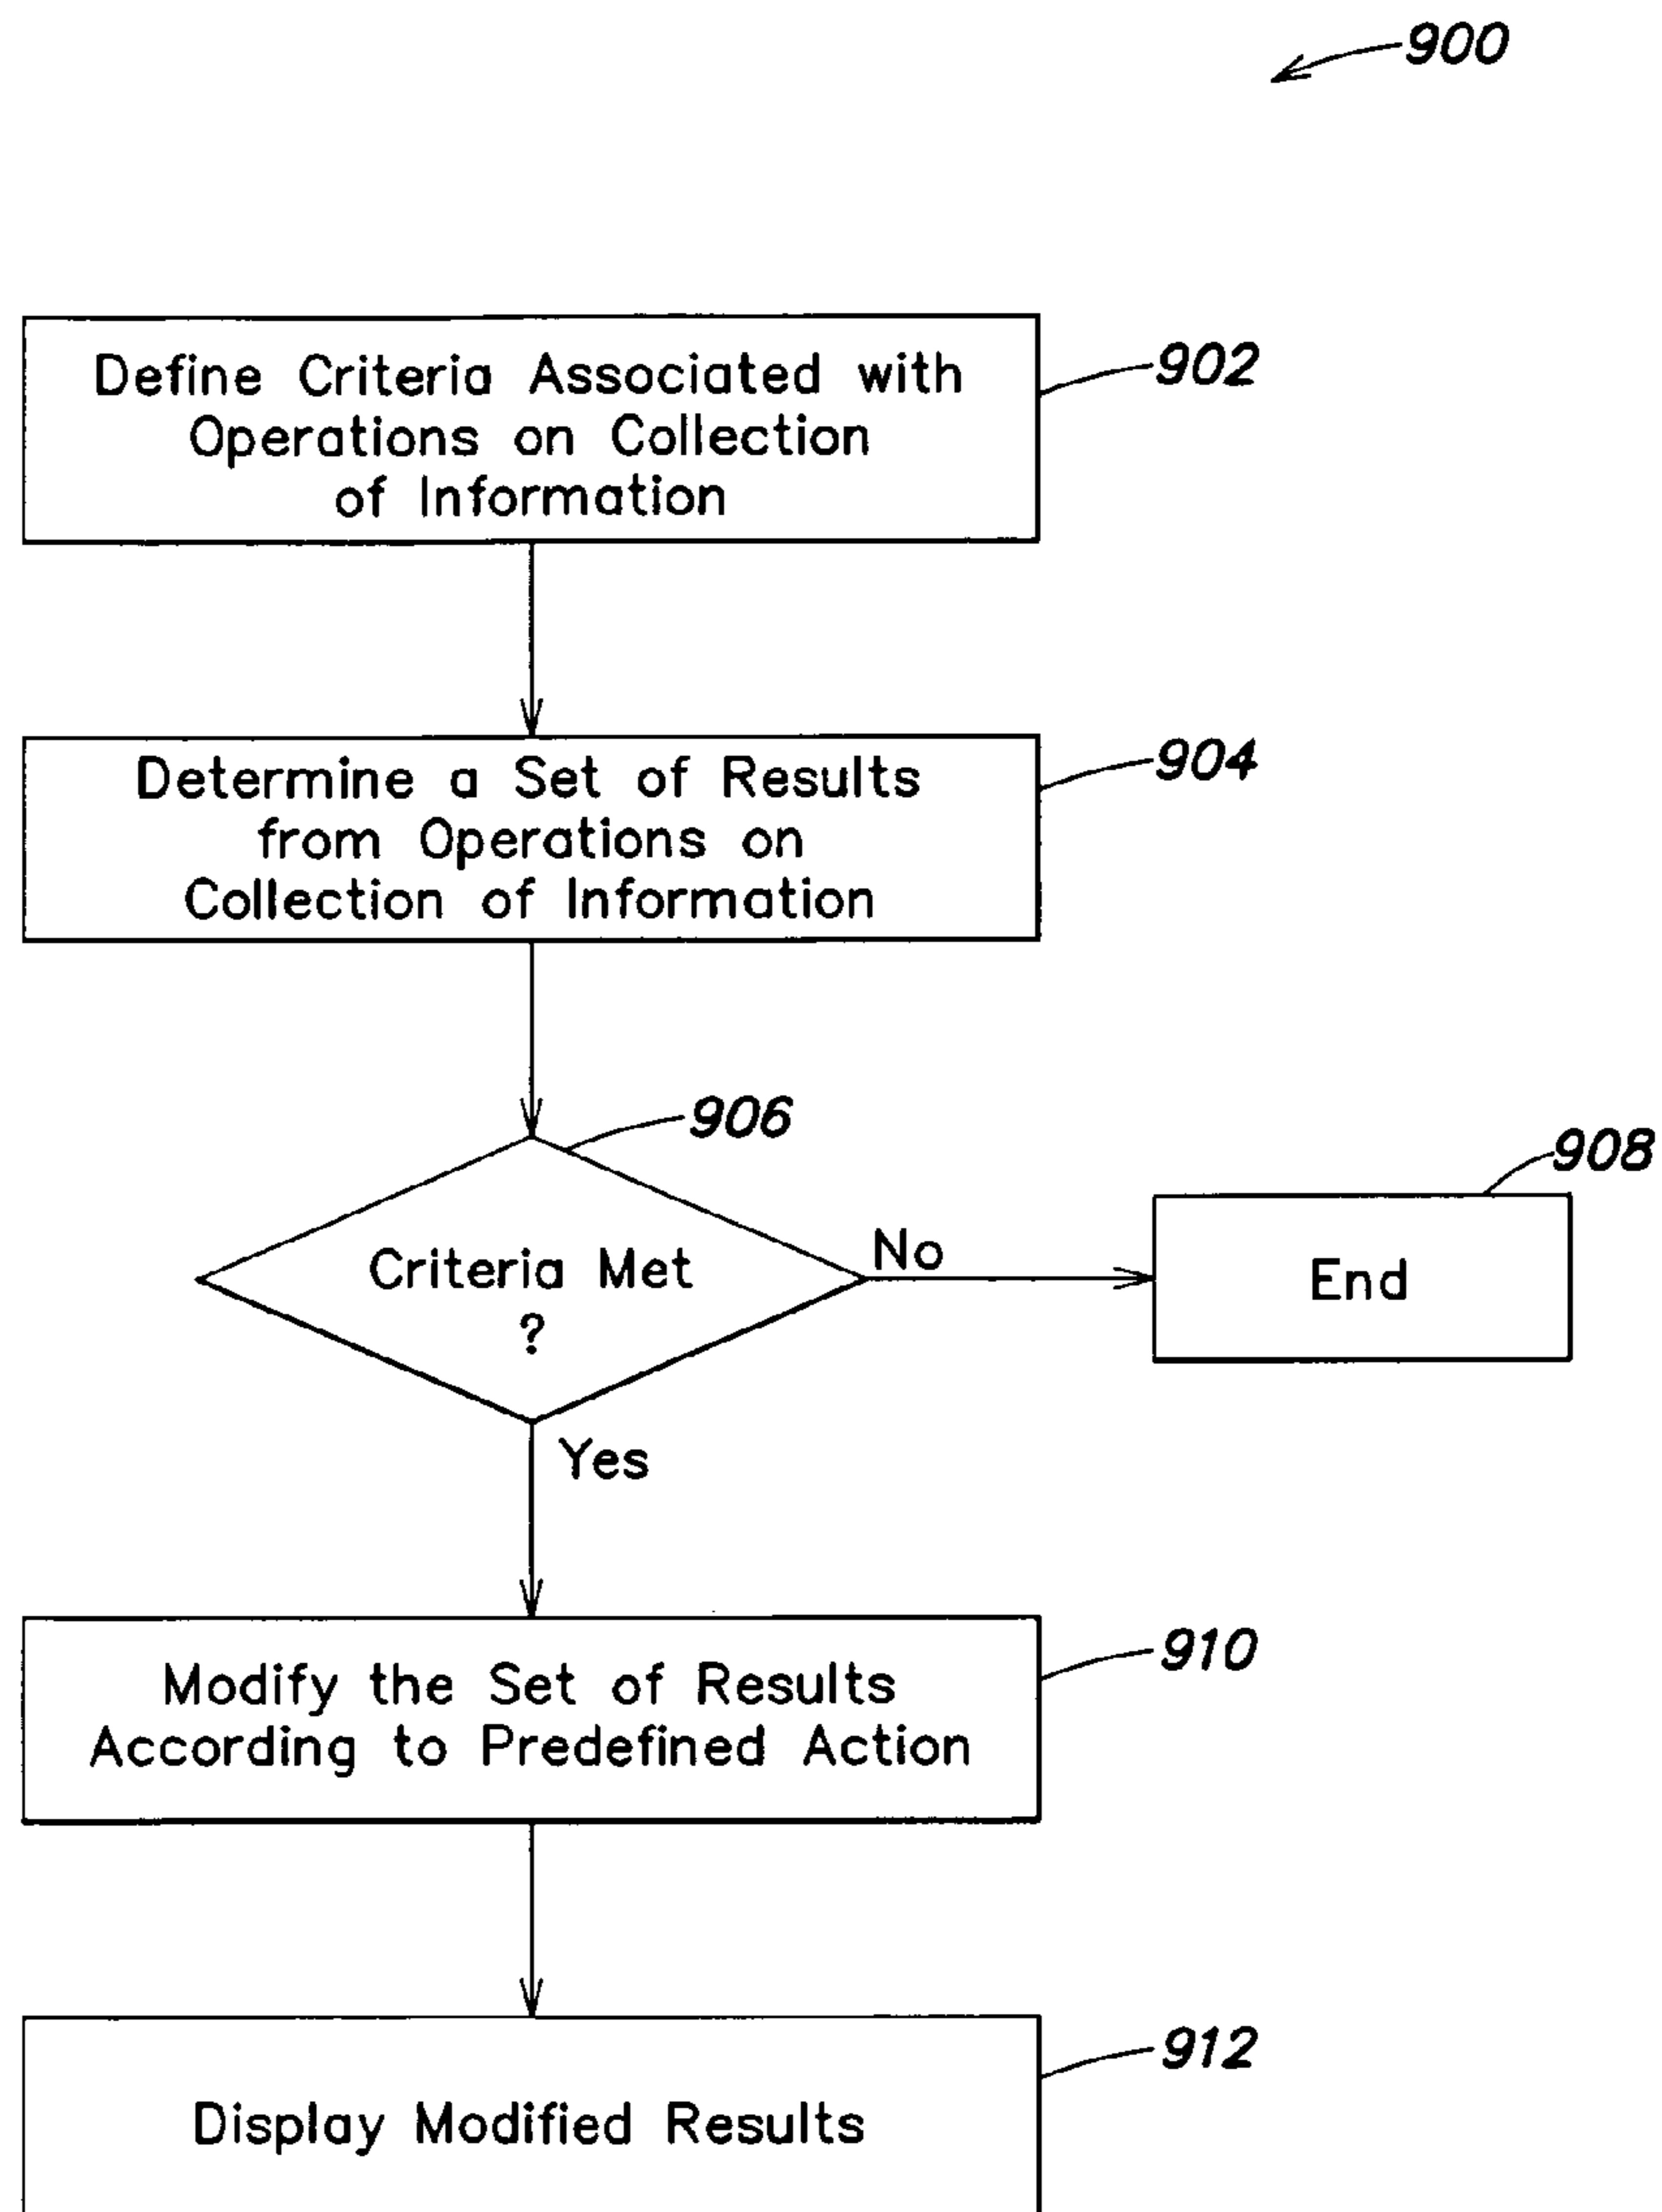 900
Define Criteria Associated with
Operations on Collection
of Information
902
Determine a Set of Results
from Operations on
Collection of Information
904
906
Criteria Met
?
No
908
End
Yes
Modify the Set of Results
According to Predefined Action
910
Display Modified Results
912